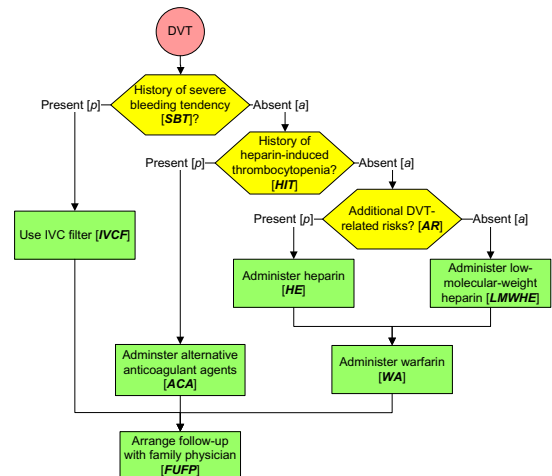 DVT
History of severe
bleeding tendency
[SBT]?
Present [p]
Absent [a]
History of
heparin-induced
thrombocytopenia?
[HIT]
Present [p]
Absent [a]
Additional DVT-
related risks? [AR]
Present [p]
Absent [a]
Use IVC filter [IVCF]
Administer heparin
[HE]
Administer low-
molecular-weight
heparin [LMWHE]
Adminster alternative
anticoagulant agents
[ACA]
Administer warfarin
[WA]
Arrange follow-up
with family physician
[FUFP]